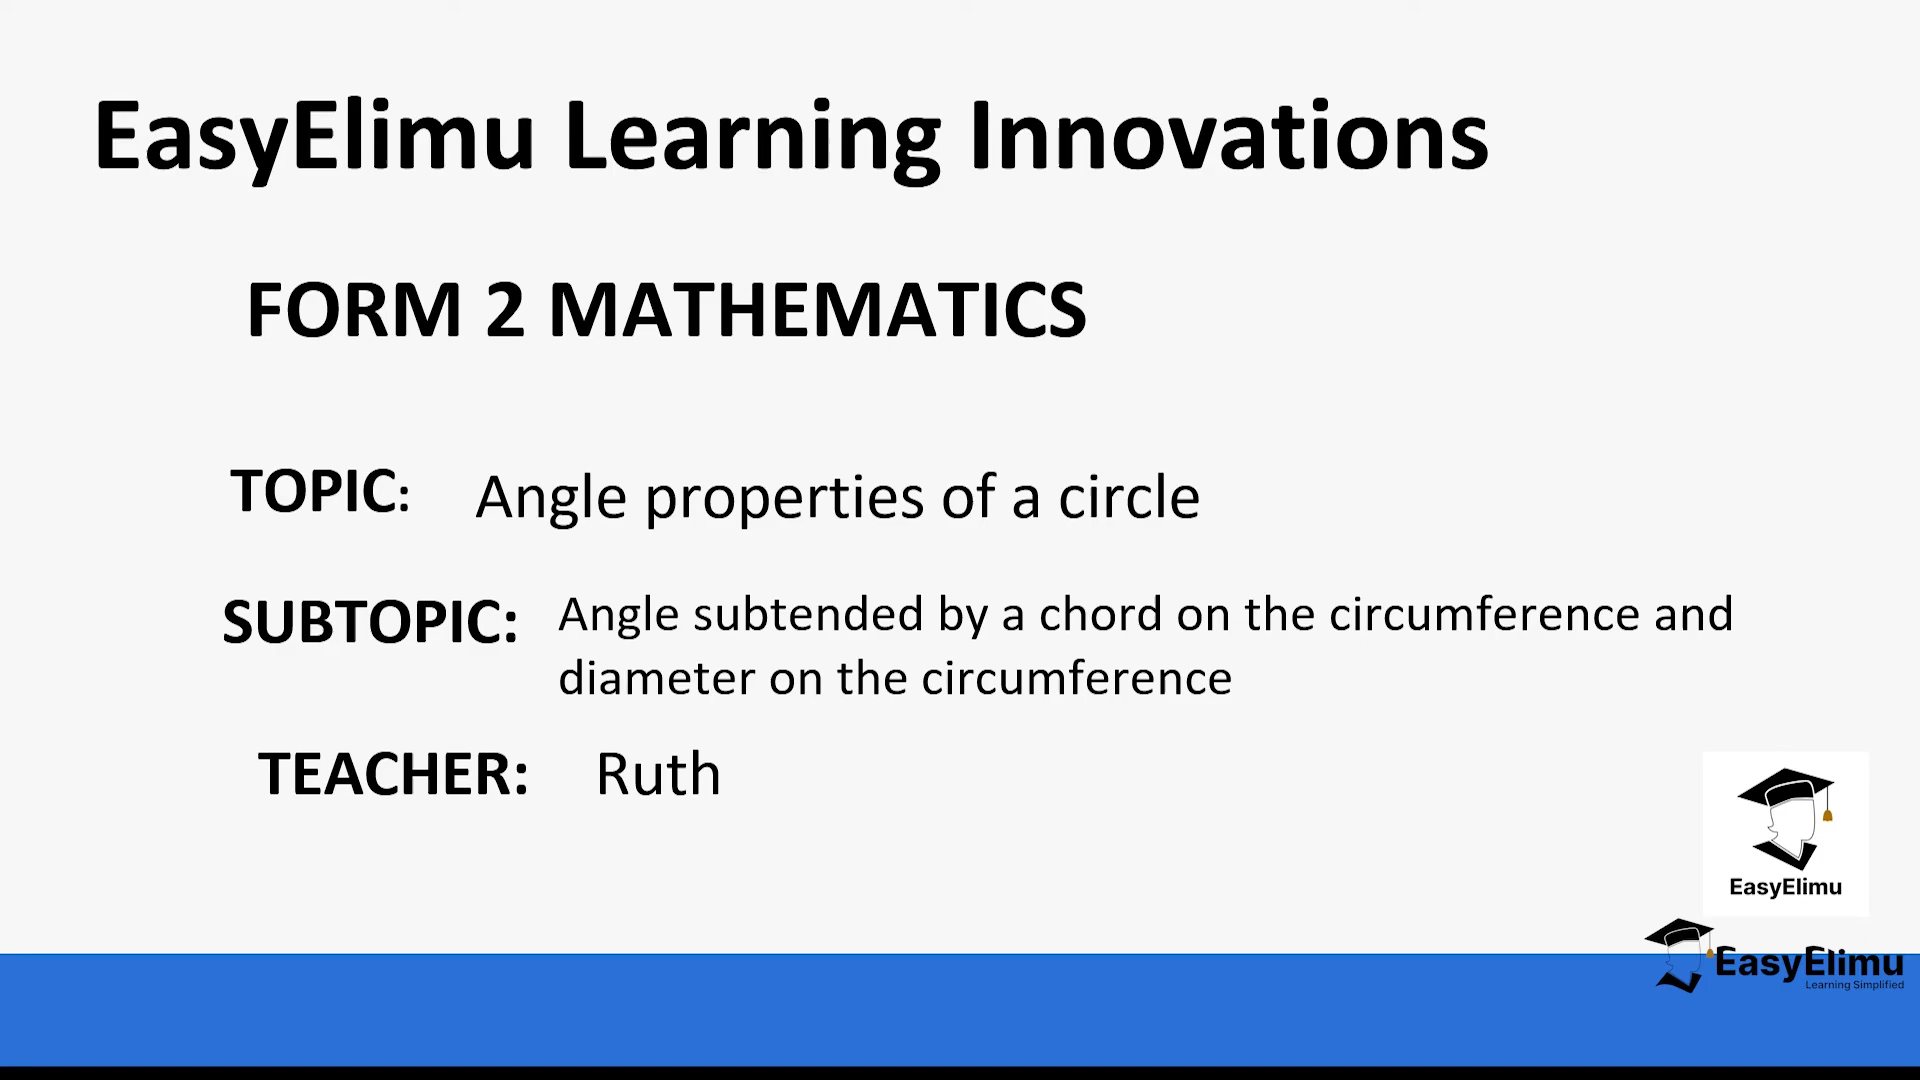 EasyElimu Learning Innovations
FORM 2 MATHEMATICS
TOPIC: Angle properties of a circle
SUBTOPIC: Angle subtended by a chord on the circumference and
diameter on the circumference
TEACHER: Ruth
EasyElimu
EasyElimu
Learning Simplified